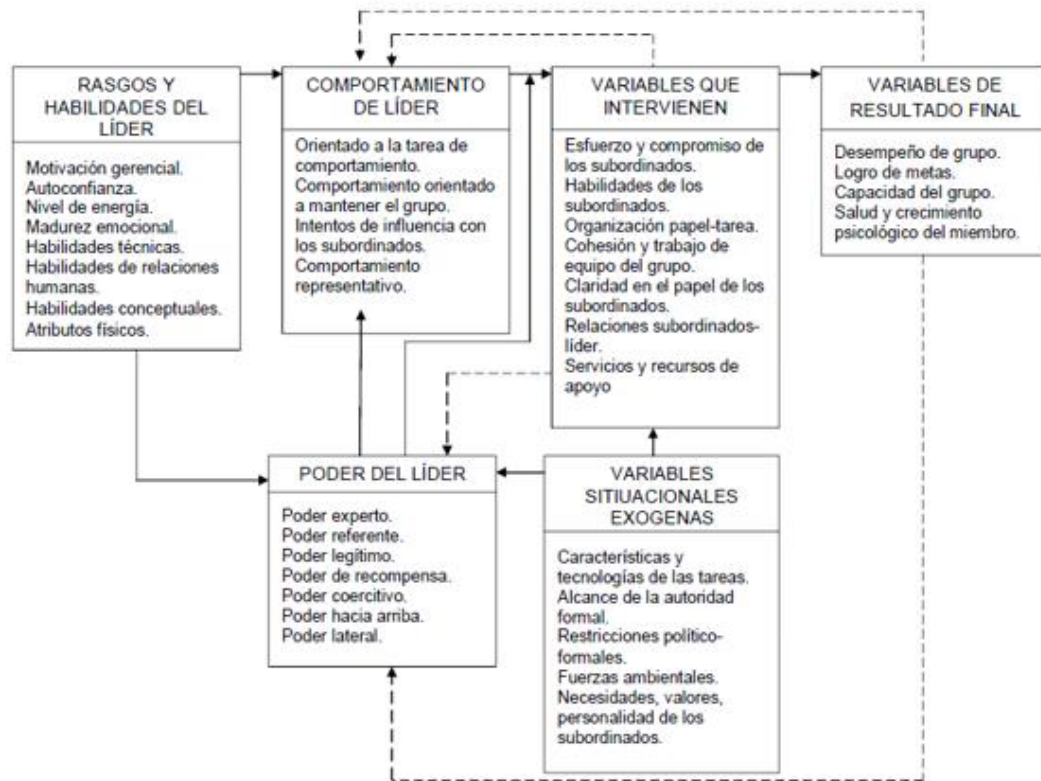 RASGOS Y
HABILIDADES DEL
LÍDER
Motivación gerencial.
Autoconfianza.
Nivel de energía.
Madurez emocional.
Habilidades técnicas.
Habilidades de relaciones
humanas.
Habilidades conceptuales.
Atributos físicos.
COMPORTAMIENTO
DE LÍDER
Orientado a la tarea de
comportamiento.
Comportamiento orientado
a mantener el grupo.
Intentos de influencia con
los subordinados.
Comportamiento
representativo.
VARIABLES QUE
INTERVIENEN
Esfuerzo y compromiso de
los subordinados.
Habilidades de los
subordinados.
Organización papel-tarea.
Cohesión y trabajo de
equipo del grupo.
Claridad en el papel de los
subordinados.
Relaciones subordinados-
líder.
Servicios y recursos de
apoyo
VARIABLES DE
RESULTADO FINAL
Desempeño de grupo.
Logro de metas.
Capacidad del grupo.
Salud y crecimiento
psicológico del miembro.
PODER DEL LÍDER
Poder experto.
Poder referente.
Poder legítimo.
Poder de recompensa.
Poder coercitivo.
Poder hacia arriba.
Poder lateral.
VARIABLES
SITIUACIONALES
EXOGENAS
Características y
tecnologías de las tareas.
Alcance de la autoridad
formal.
Restricciones político-
formales.
Fuerzas ambientales.
Necesidades, valores,
personalidad de los
subordinados.